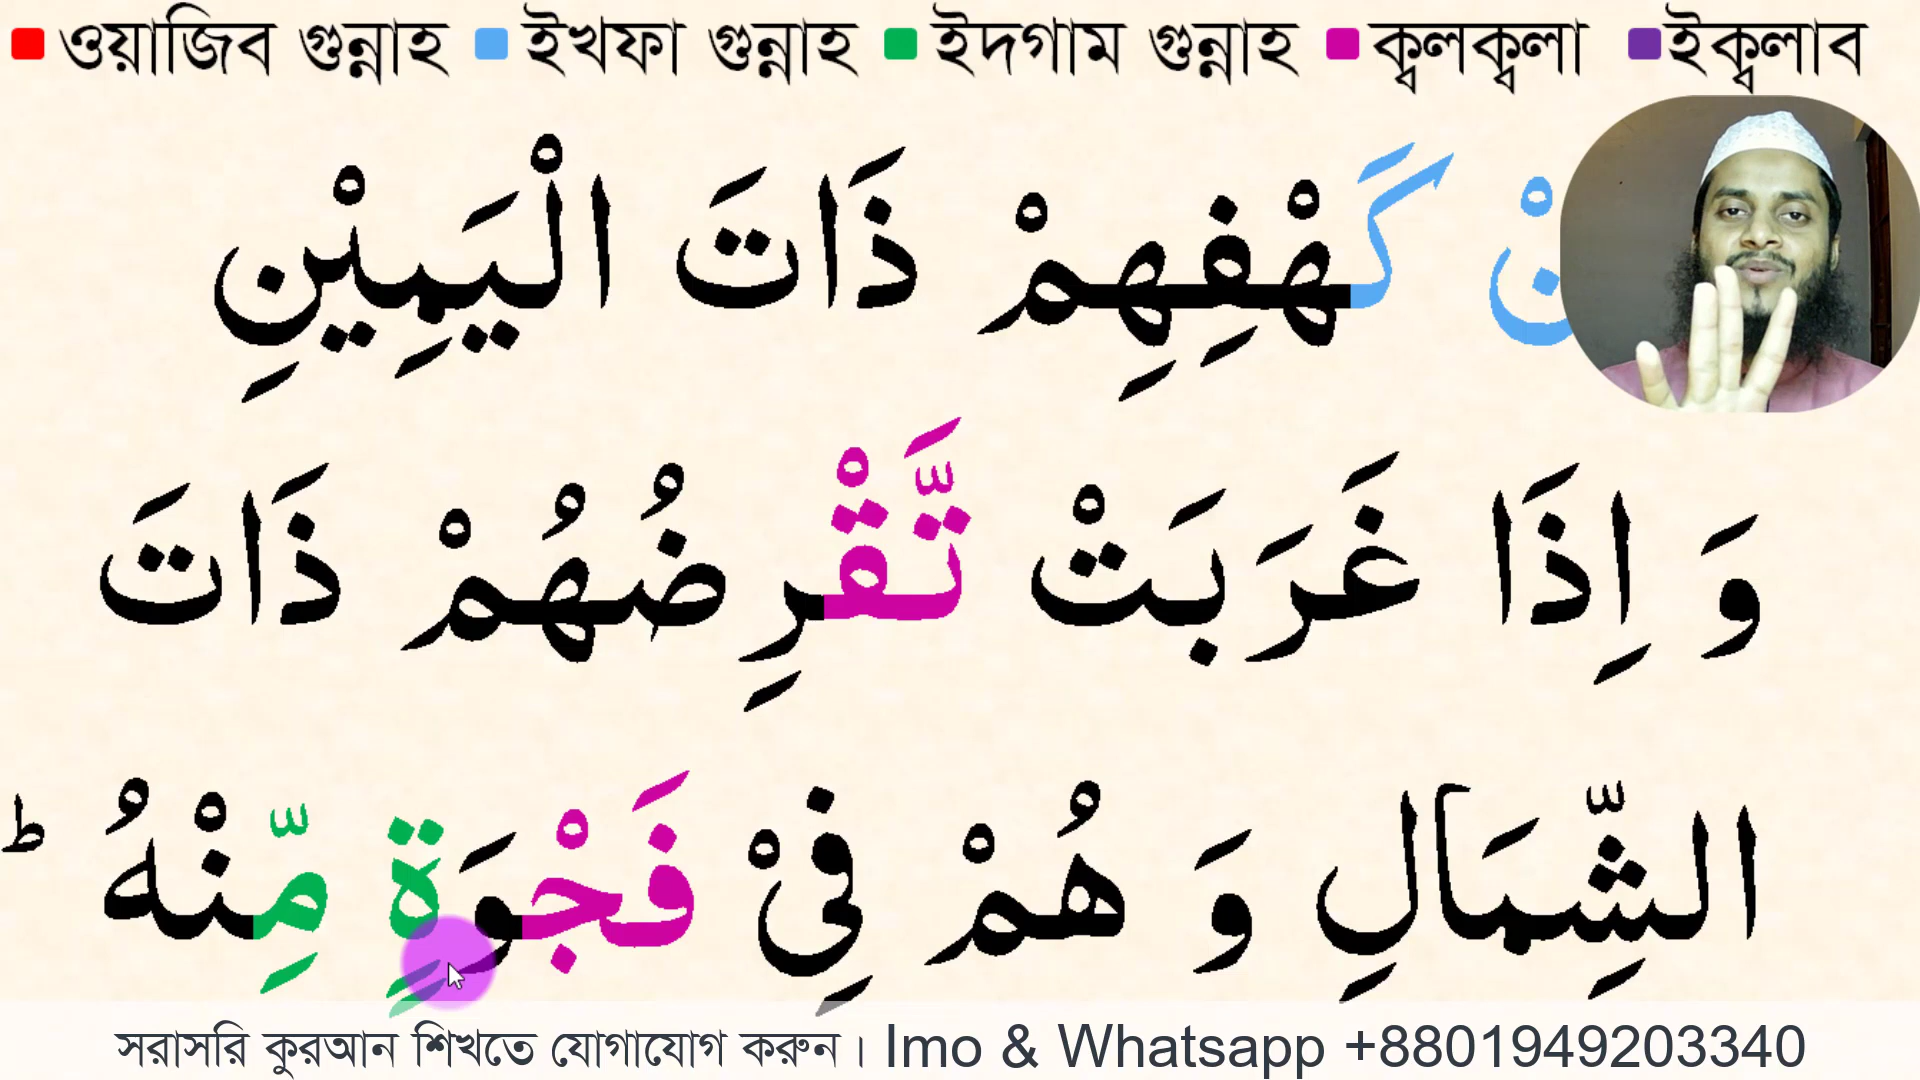 ওয়াজিব গুন্নাহ ইখফা গুন্নাহ ইদগাম গুন্নাহ ক্বলক্বলা ইক্বলাব
نْ كَهْفِهِمْ ذَاتَ الْيَمِيْنِ
وَ اِذَا غَرَبَتْ تَّقْرِضُهُمْ ذَاتَ
الشِّمَالِ وَ هُمْ فِيْ فَجْوَةٍ مِّنْهُ ؕ
সরাসরি কুরআন শিখতে যোগাযোগ করুন। Imo & Whatsapp +8801949203340